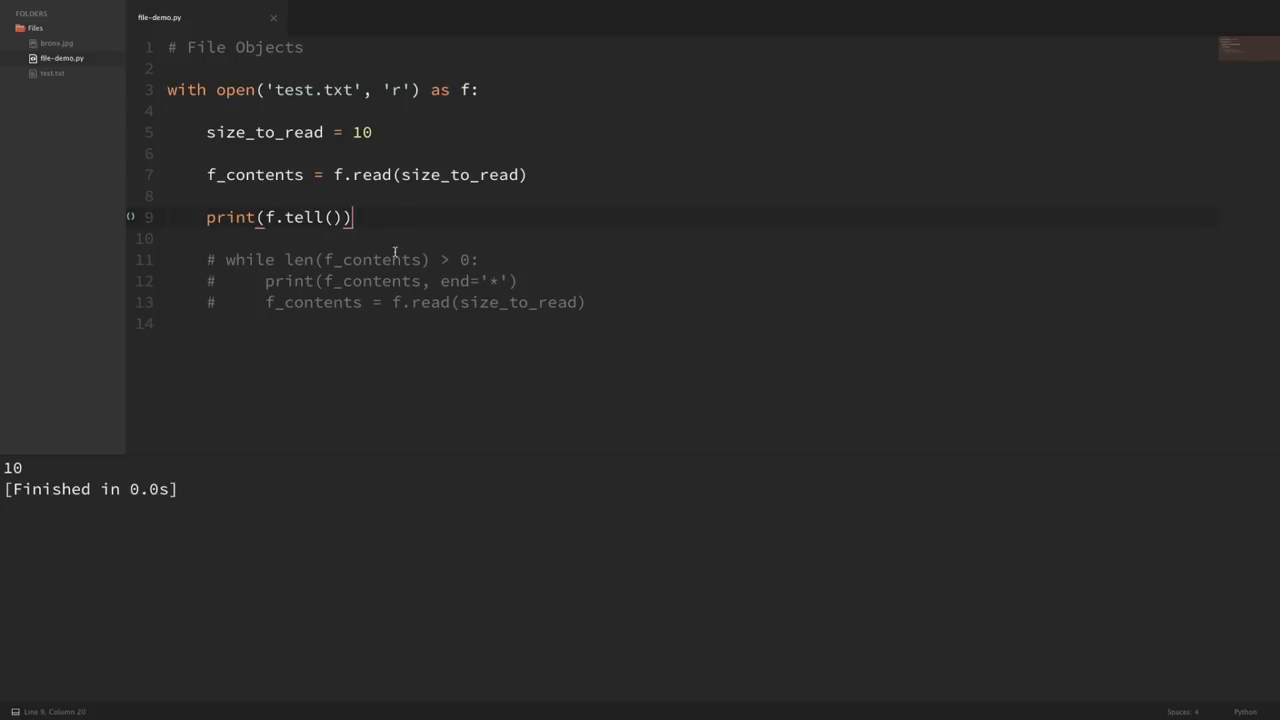 FOLDERS
Files
bronx.jpg
file-demo.py
test.txt
file-demo.py
1 # File Objects
2
3 with open('test.txt', 'r') as f:
4
5 size_to_read = 10
6
7 f_contents = f.read(size_to_read)
8
9 print(f.tell())
10
11 # while len(f_contents) > 0:
12 #     print(f_contents, end='*')
13 #     f_contents = f.read(size_to_read)
14
10
[Finished in 0.0s]
Line 9, Column 20
Spaces: 4
Python